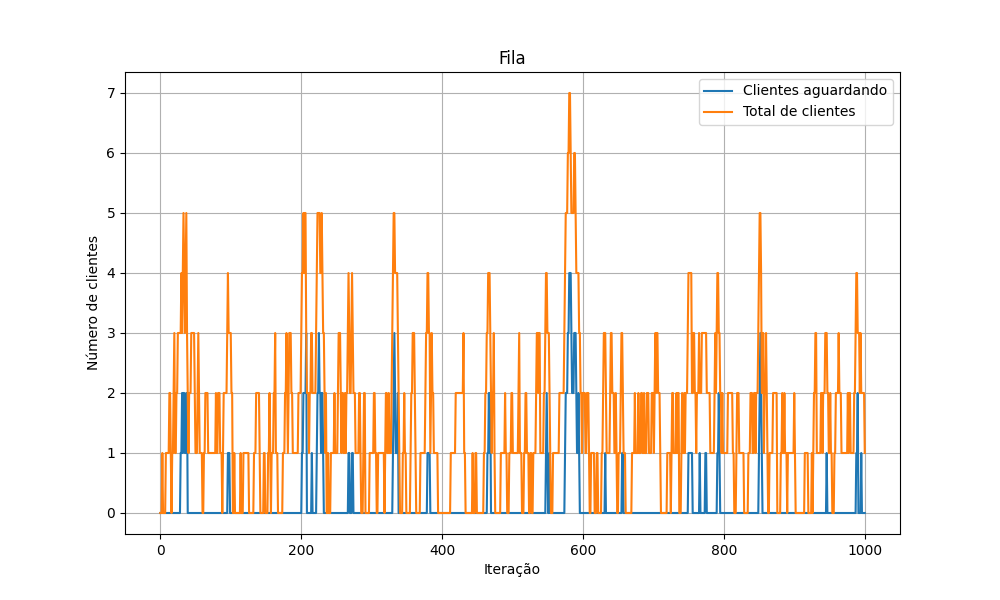 Fila
Clientes aguardando
Total de clientes
Número de clientes
7
6
5
4
3
2
1
0
0
200
400
600
800
1000
Iteração